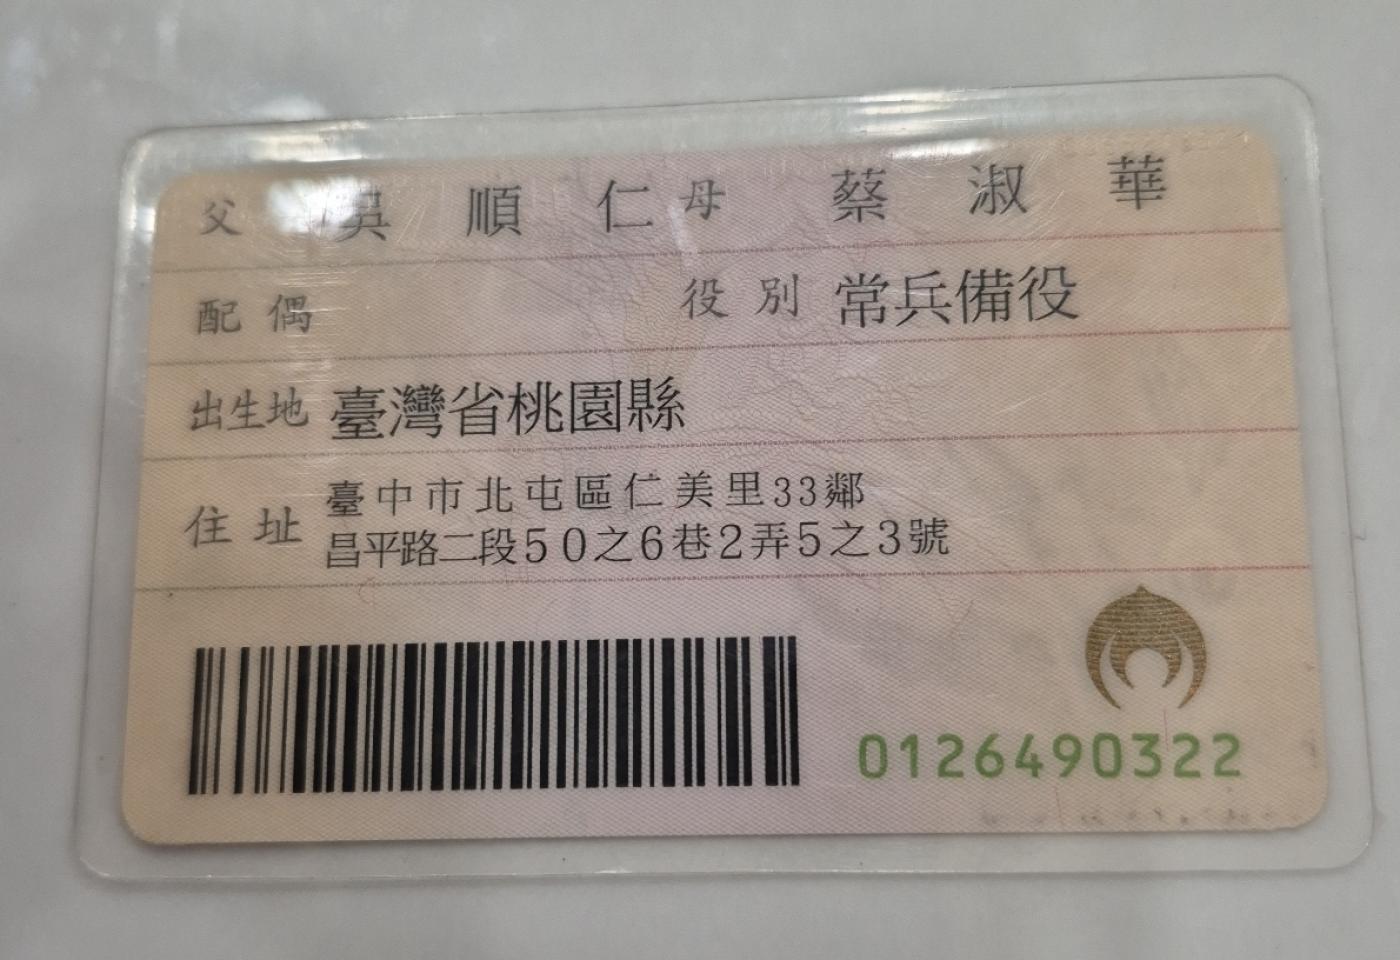 父 吳順仁 母 蔡淑華
配偶 役別 常兵備役
出生地 臺灣省桃園縣
住址 臺中市北屯區仁美里33鄰
昌平路二段50之6巷2弄5之3號
0126490322